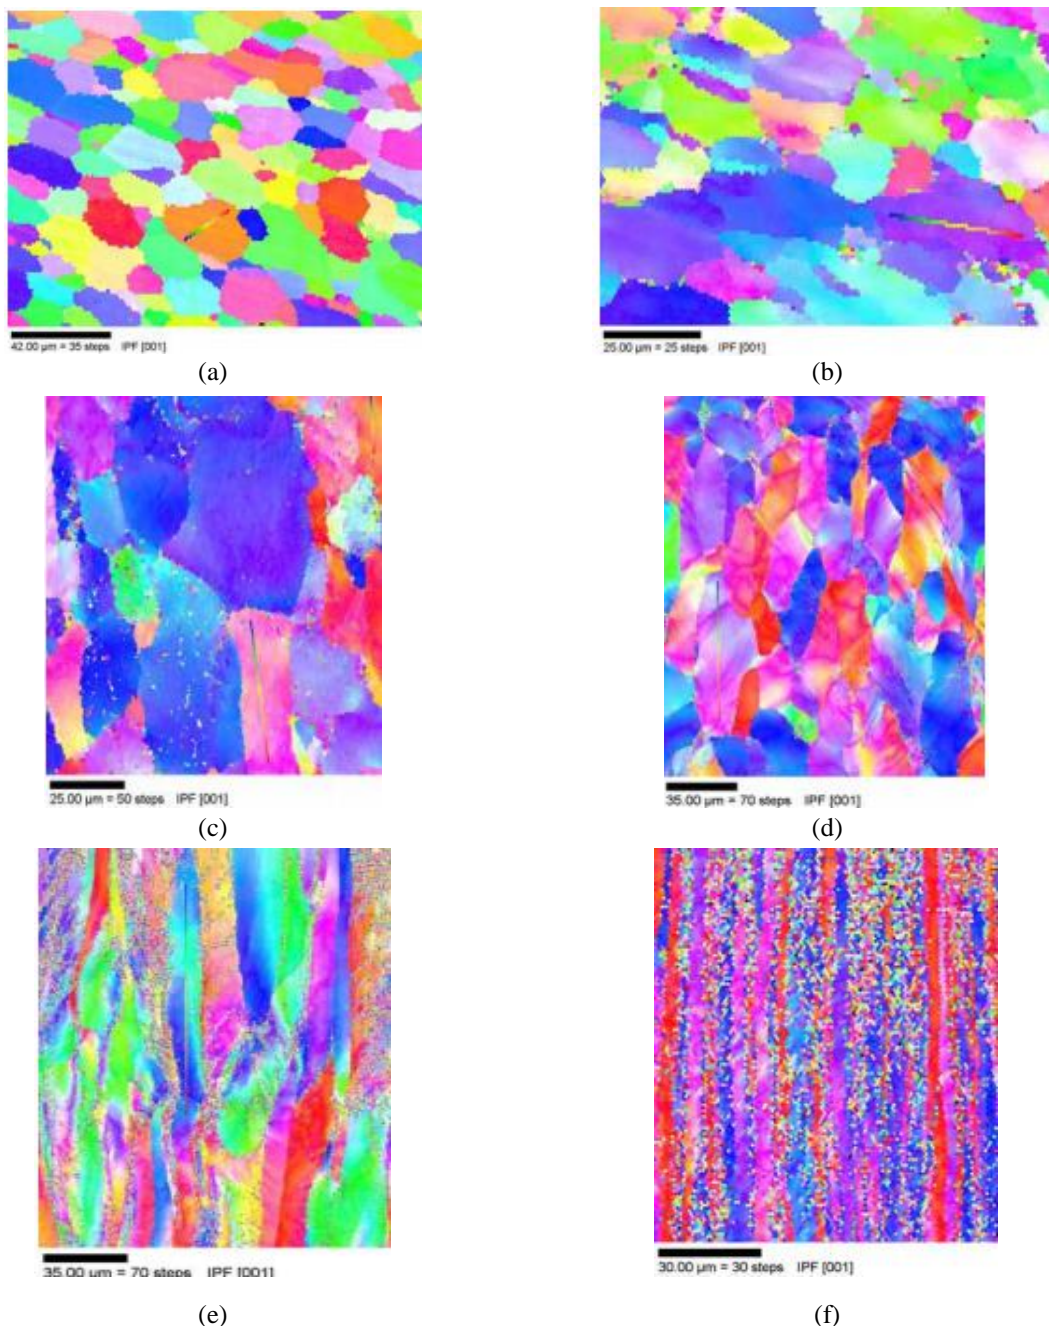 42.00 µm = 35 steps IPF [001]
25.00 µm = 25 steps IPF [001]
(a)
(b)
25.00 µm = 50 steps IPF [001]
35.00 µm = 70 steps IPF [001]
(c)
(d)
35.00 µm = 70 steps IPF [001]
30.00 µm = 30 steps IPF [001]
(e)
(f)